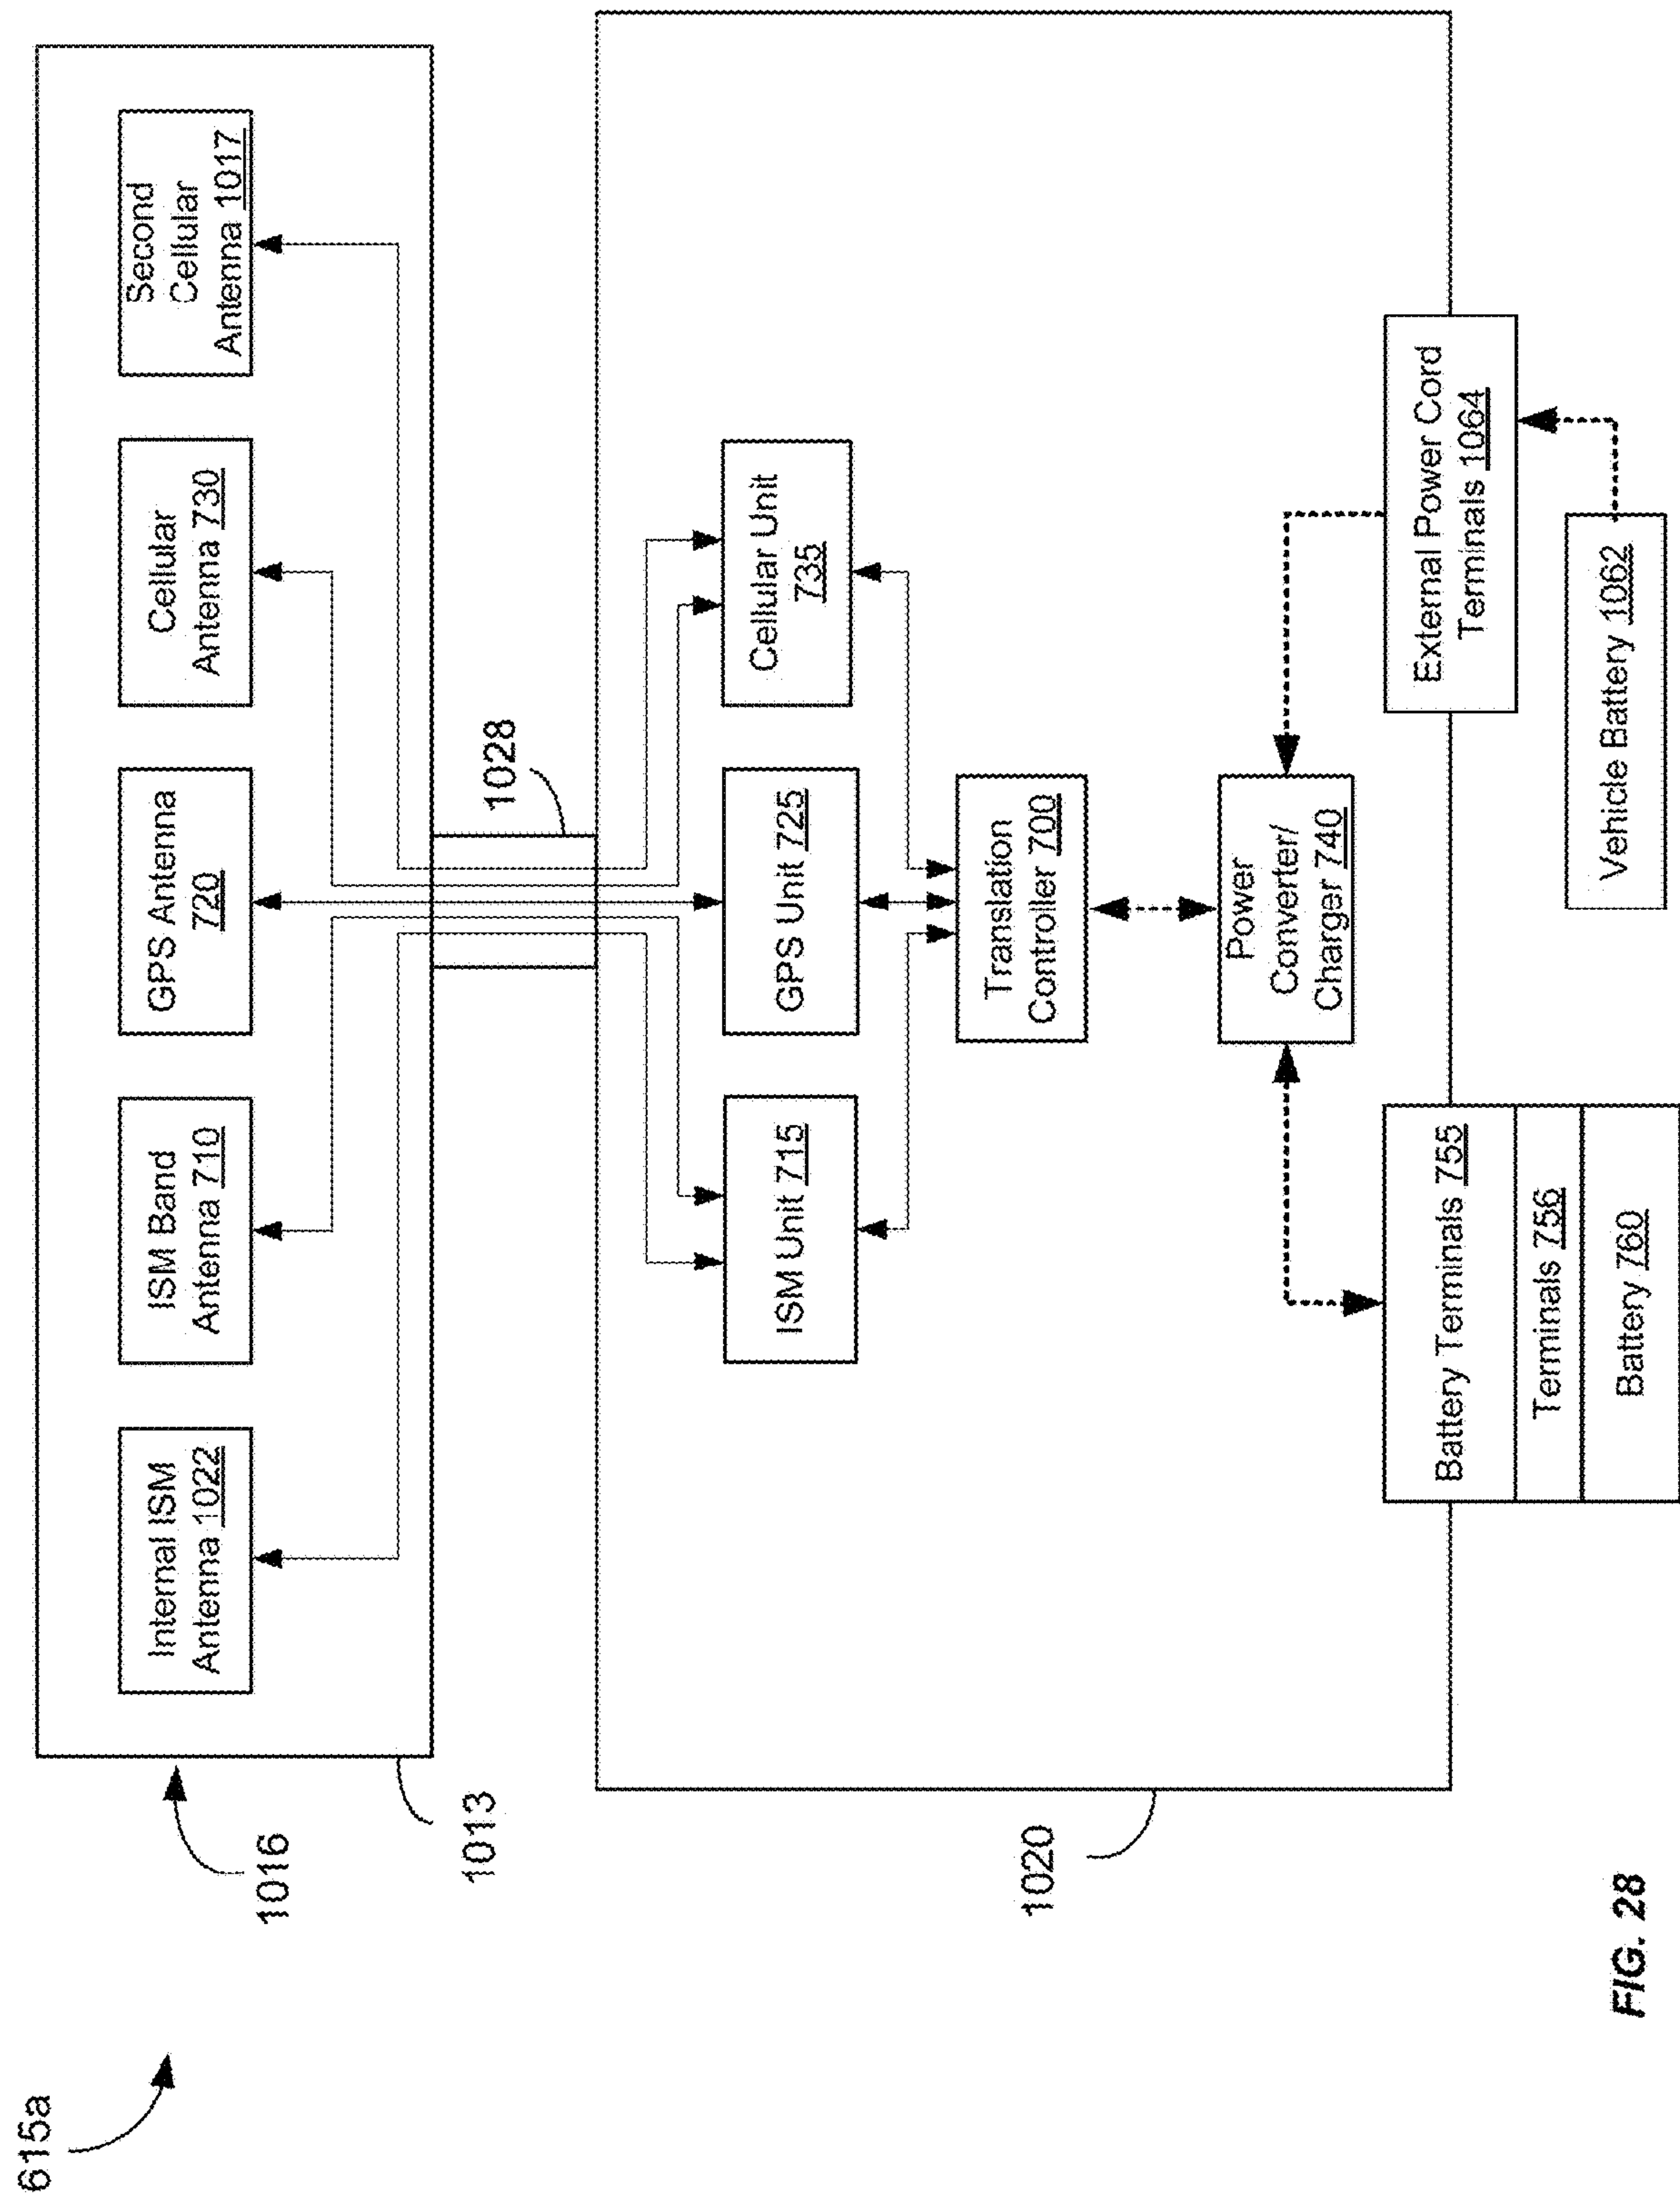 615a
1016
1013
Internal ISM
Antenna 1022
ISM Band
Antenna 710
GPS Antenna
720
Cellular
Antenna 730
Second
Cellular
Antenna 1017
1028
1020
ISM Unit 715
GPS Unit 725
Cellular Unit
735
Translation
Controller 700
Power
Converter/
Charger 740
Battery Terminals 755
Terminals 756
Battery 760
External Power Cord
Terminals 1064
Vehicle Battery 1062
FIG. 28